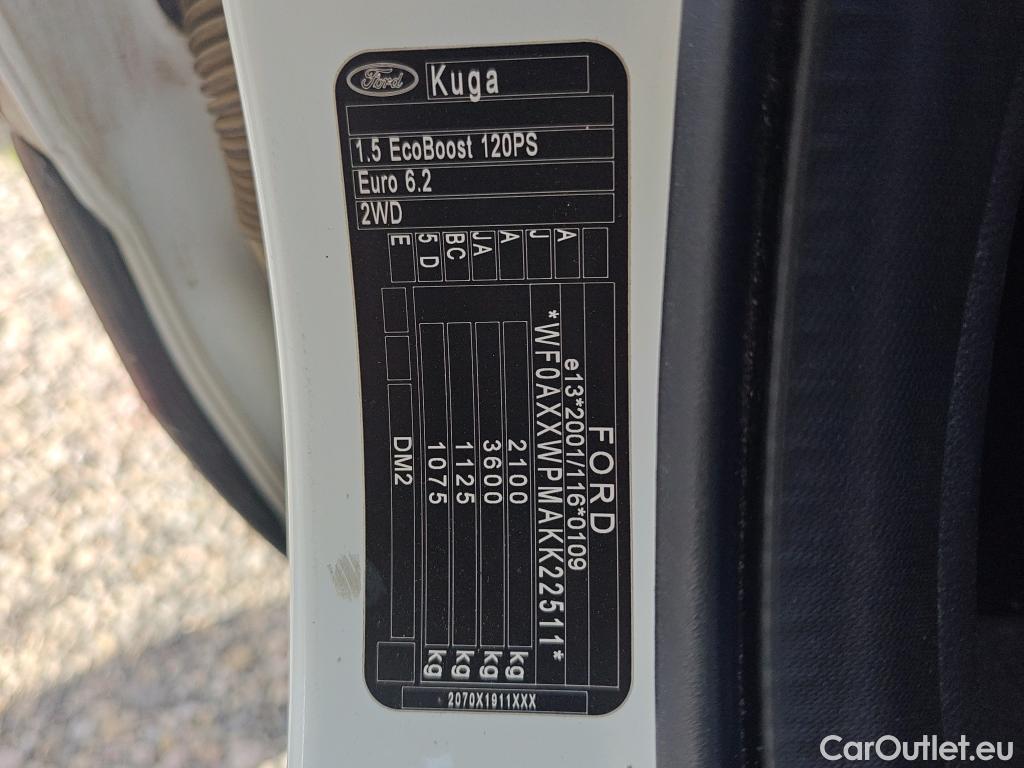 Ford
Kuga
1.5 EcoBoost 120PS
Euro 6.2
2WD
FORD
e13*2001/116*0109
*WF0AXXWPMAKK22511*
2100 kg
3600 kg
1125 kg
1075 kg
DM2
A
J
A
JA
BC
5 D
E
2070X1911XXX
CarOutlet.eu